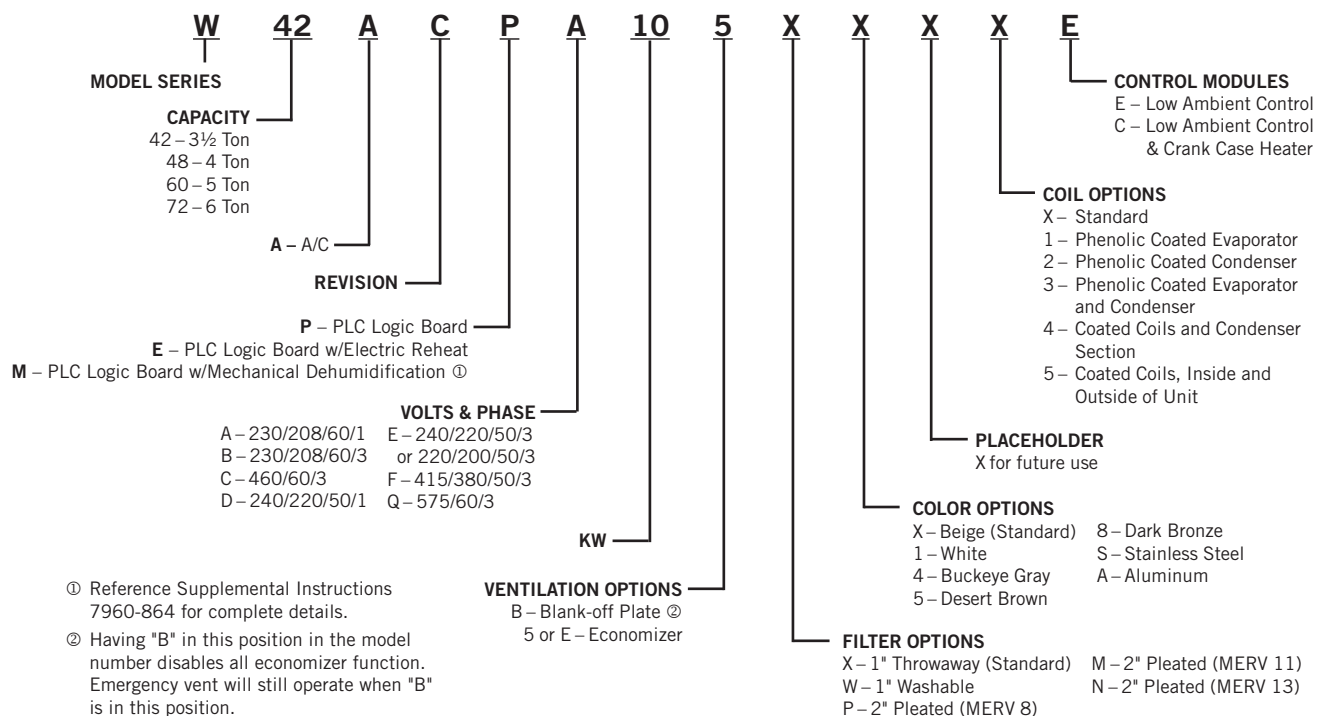 W 42 A C P A 10 5 X X X X E
MODEL SERIES
CAPACITY
42 – 3½ Ton
48 – 4 Ton
60 – 5 Ton
72 – 6 Ton
A – A/C
REVISION
P – PLC Logic Board
E – PLC Logic Board w/Electric Reheat
M – PLC Logic Board w/Mechanical Dehumidification ①
VOLTS & PHASE
A – 230/208/60/1 E – 240/220/50/3
B – 230/208/60/3 or 220/200/50/3
C – 460/60/3 F – 415/380/50/3
D – 240/220/50/1 Q – 575/60/3
KW
VENTILATION OPTIONS
B – Blank-off Plate ②
5 or E – Economizer
① Reference Supplemental Instructions
7960-864 for complete details.
② Having "B" in this position in the model
number disables all economizer function.
Emergency vent will still operate when "B"
is in this position.
CONTROL MODULES
E – Low Ambient Control
C – Low Ambient Control
& Crank Case Heater
COIL OPTIONS
X – Standard
1 – Phenolic Coated Evaporator
2 – Phenolic Coated Condenser
3 – Phenolic Coated Evaporator
and Condenser
4 – Coated Coils and Condenser
Section
5 – Coated Coils, Inside and
Outside of Unit
PLACEHOLDER
X for future use
COLOR OPTIONS
X – Beige (Standard) 8 – Dark Bronze
1 – White S – Stainless Steel
4 – Buckeye Gray A – Aluminum
5 – Desert Brown
FILTER OPTIONS
X – 1" Throwaway (Standard) M – 2" Pleated (MERV 11)
W – 1" Washable N – 2" Pleated (MERV 13)
P – 2" Pleated (MERV 8)